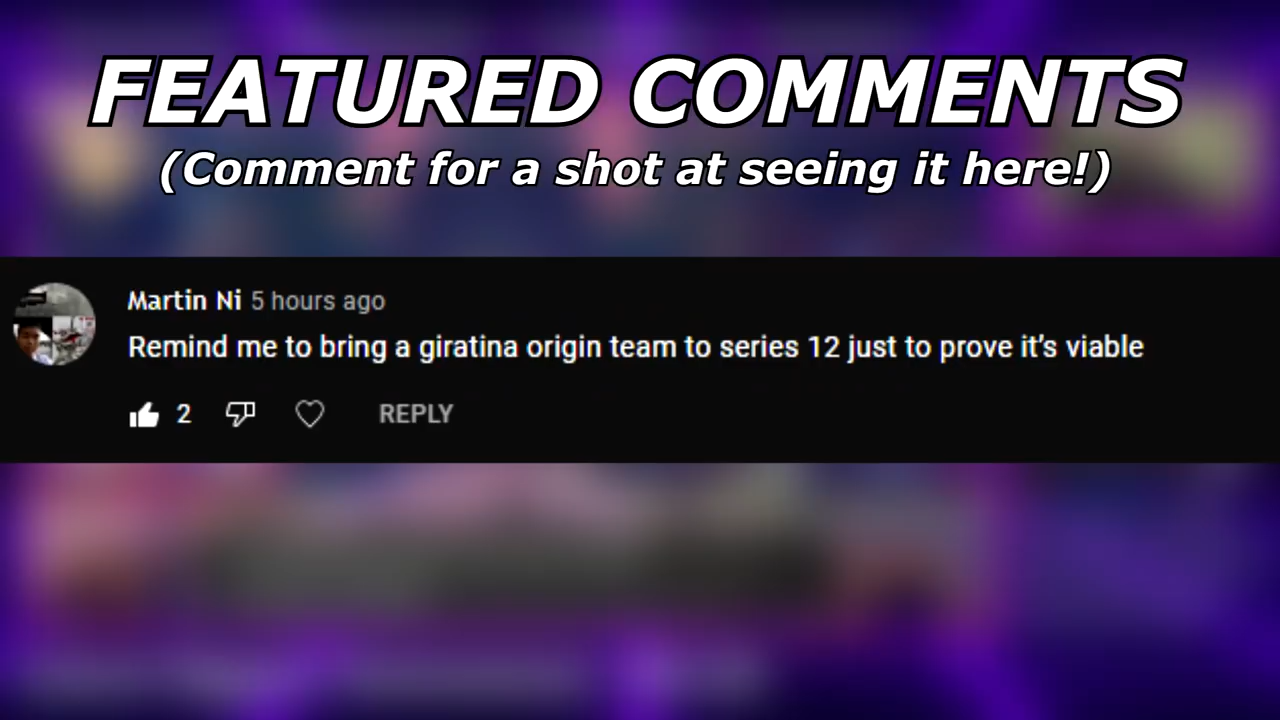 FEATURED COMMENTS
(Comment for a shot at seeing it here!)
Martin Ni 5 hours ago
Remind me to bring a giratina origin team to series 12 just to prove it’s viable
2 REPLY